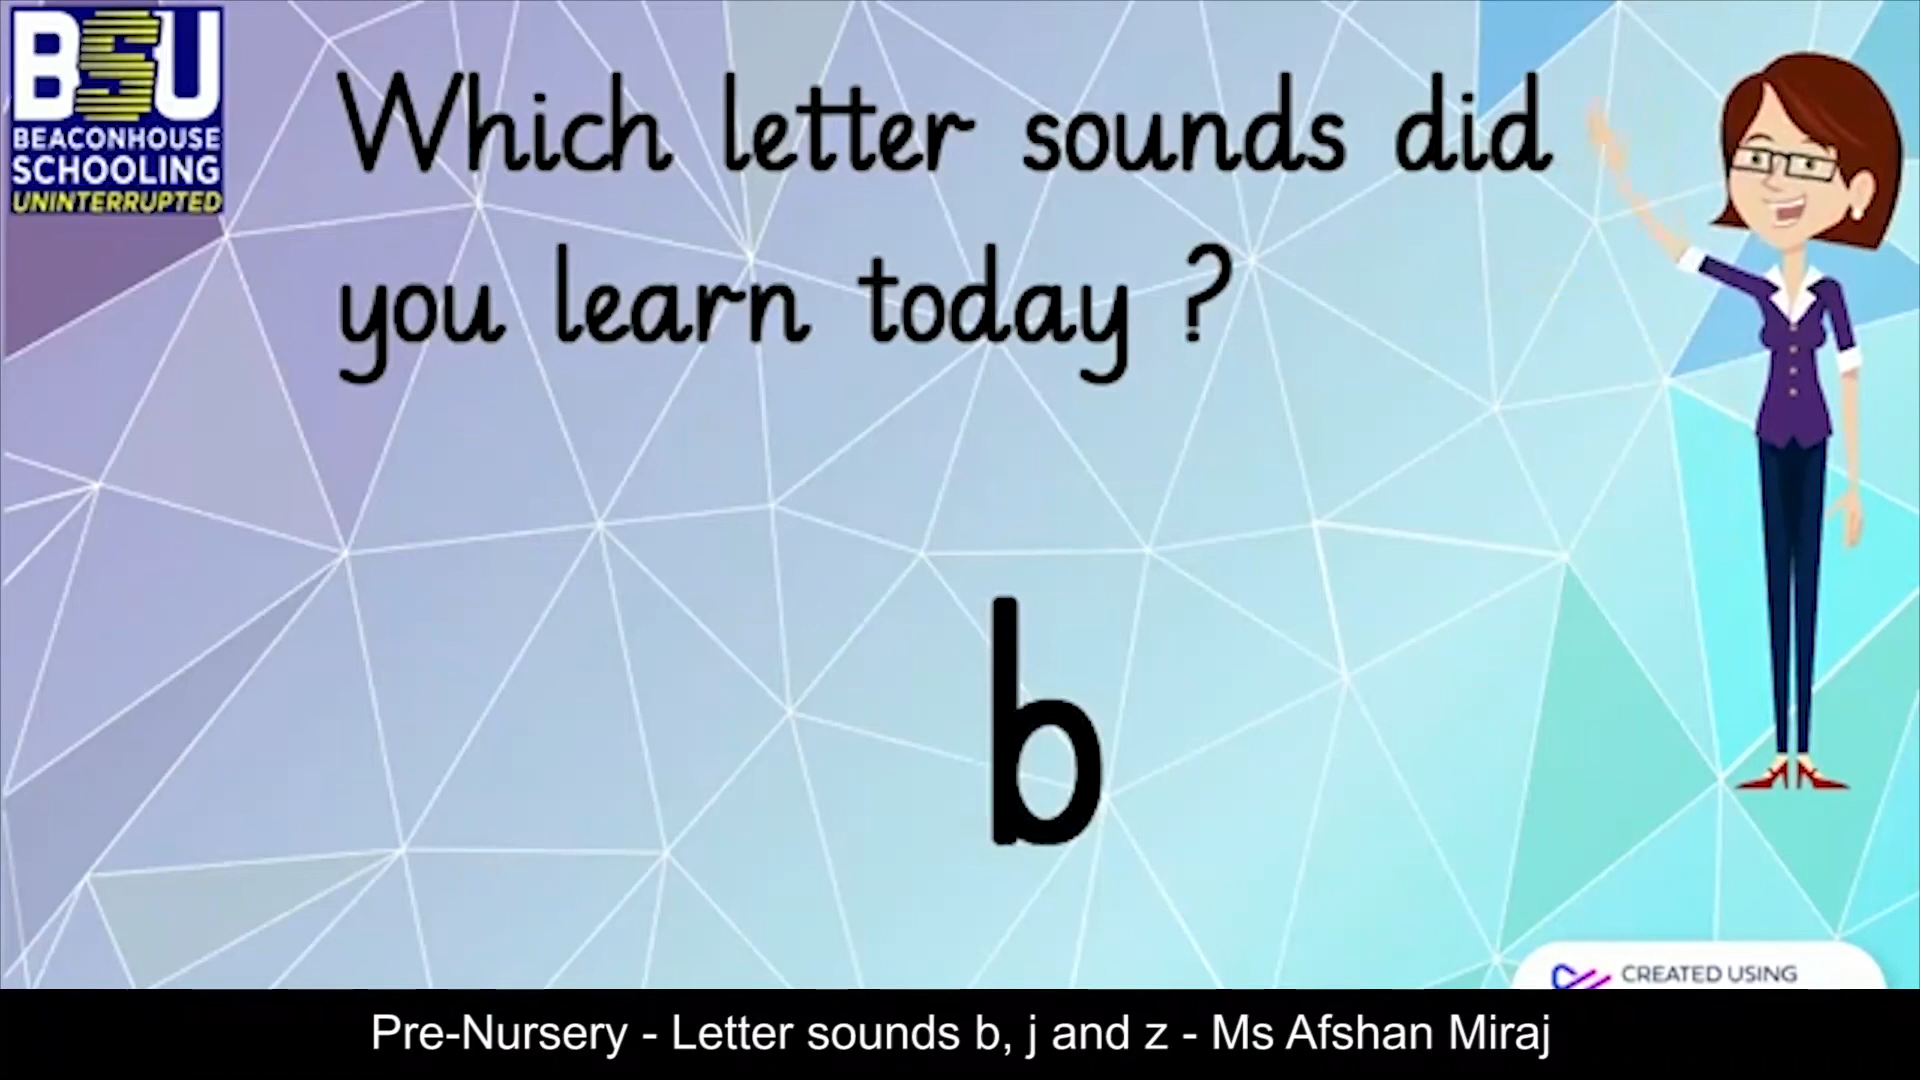 BSU
BEACONHOUSE
SCHOOLING
UNINTERRUPTED
Which letter sounds did
you learn today ?
b
CREATED USING
Pre-Nursery - Letter sounds b, j and z - Ms Afshan Miraj